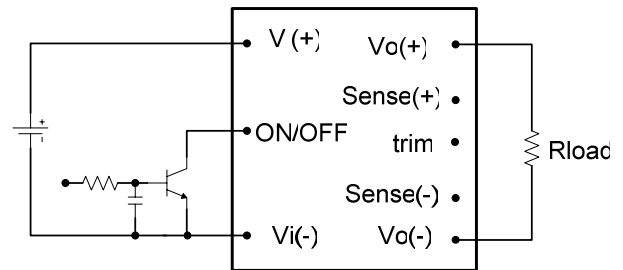 V (+)
Vo(+)
Sense(+)
ON/OFF
trim
Rload
Sense(-)
Vi(-)
Vo(-)
+
-